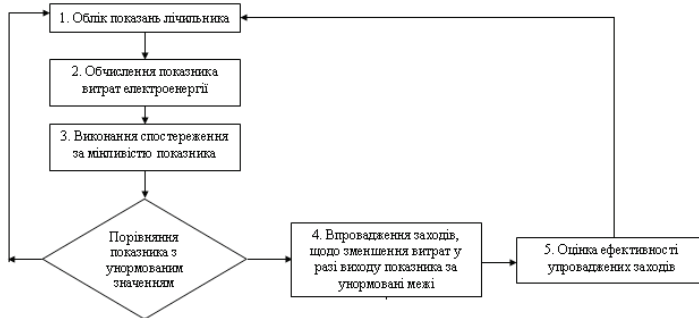 1. Облік показань лічильника
2. Обчислення показника
витрат електроенергії
3. Виконання спостереження
за мінливістю показника
Порівняння
показника з
унормованим
значенням
4. Впровадження заходів,
щодо зменшення витрат у
разі виходу показника за
унормовані межі
5. Оцінка ефективності
упроваджених заходів